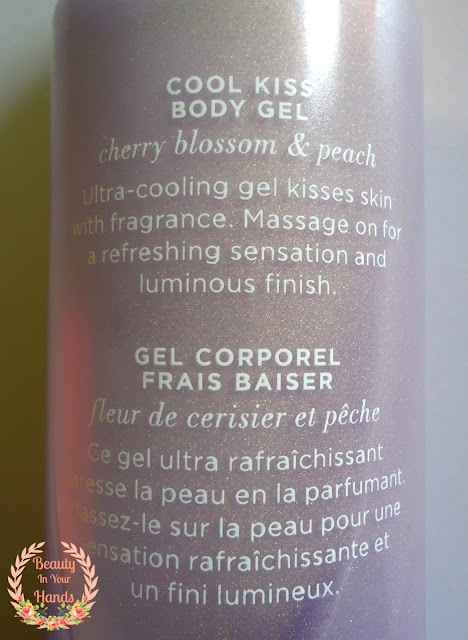 COOL KISS
BODY GEL
cherry blossom & peach
Ultra-cooling gel kisses skin
with fragrance. Massage on for
a refreshing sensation and
luminous finish.
GEL CORPOREL
FRAIS BAISER
fleur de cerisier et pêche
Ce gel ultra rafraîchissant
la peau en la parfumant.
sur la peau pour une
sensation rafraîchissante et
un fini lumineux.
Beauty
In Your
Hands